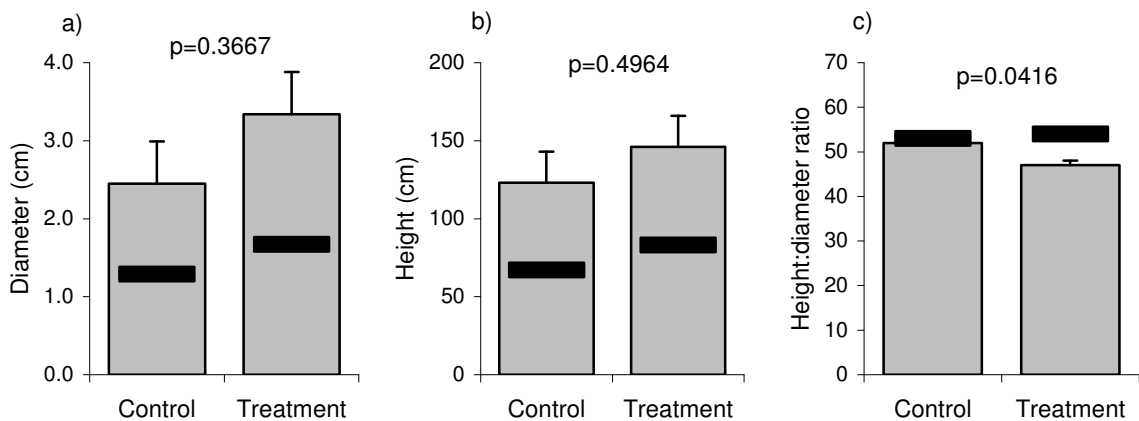 a)
p=0.3667
Diameter (cm)
4.0
3.0
2.0
1.0
0.0
Control Treatment
b)
p=0.4964
Height (cm)
200
150
100
50
0
Control Treatment
c)
p=0.0416
Height:diameter ratio
70
60
50
40
30
20
10
0
Control Treatment